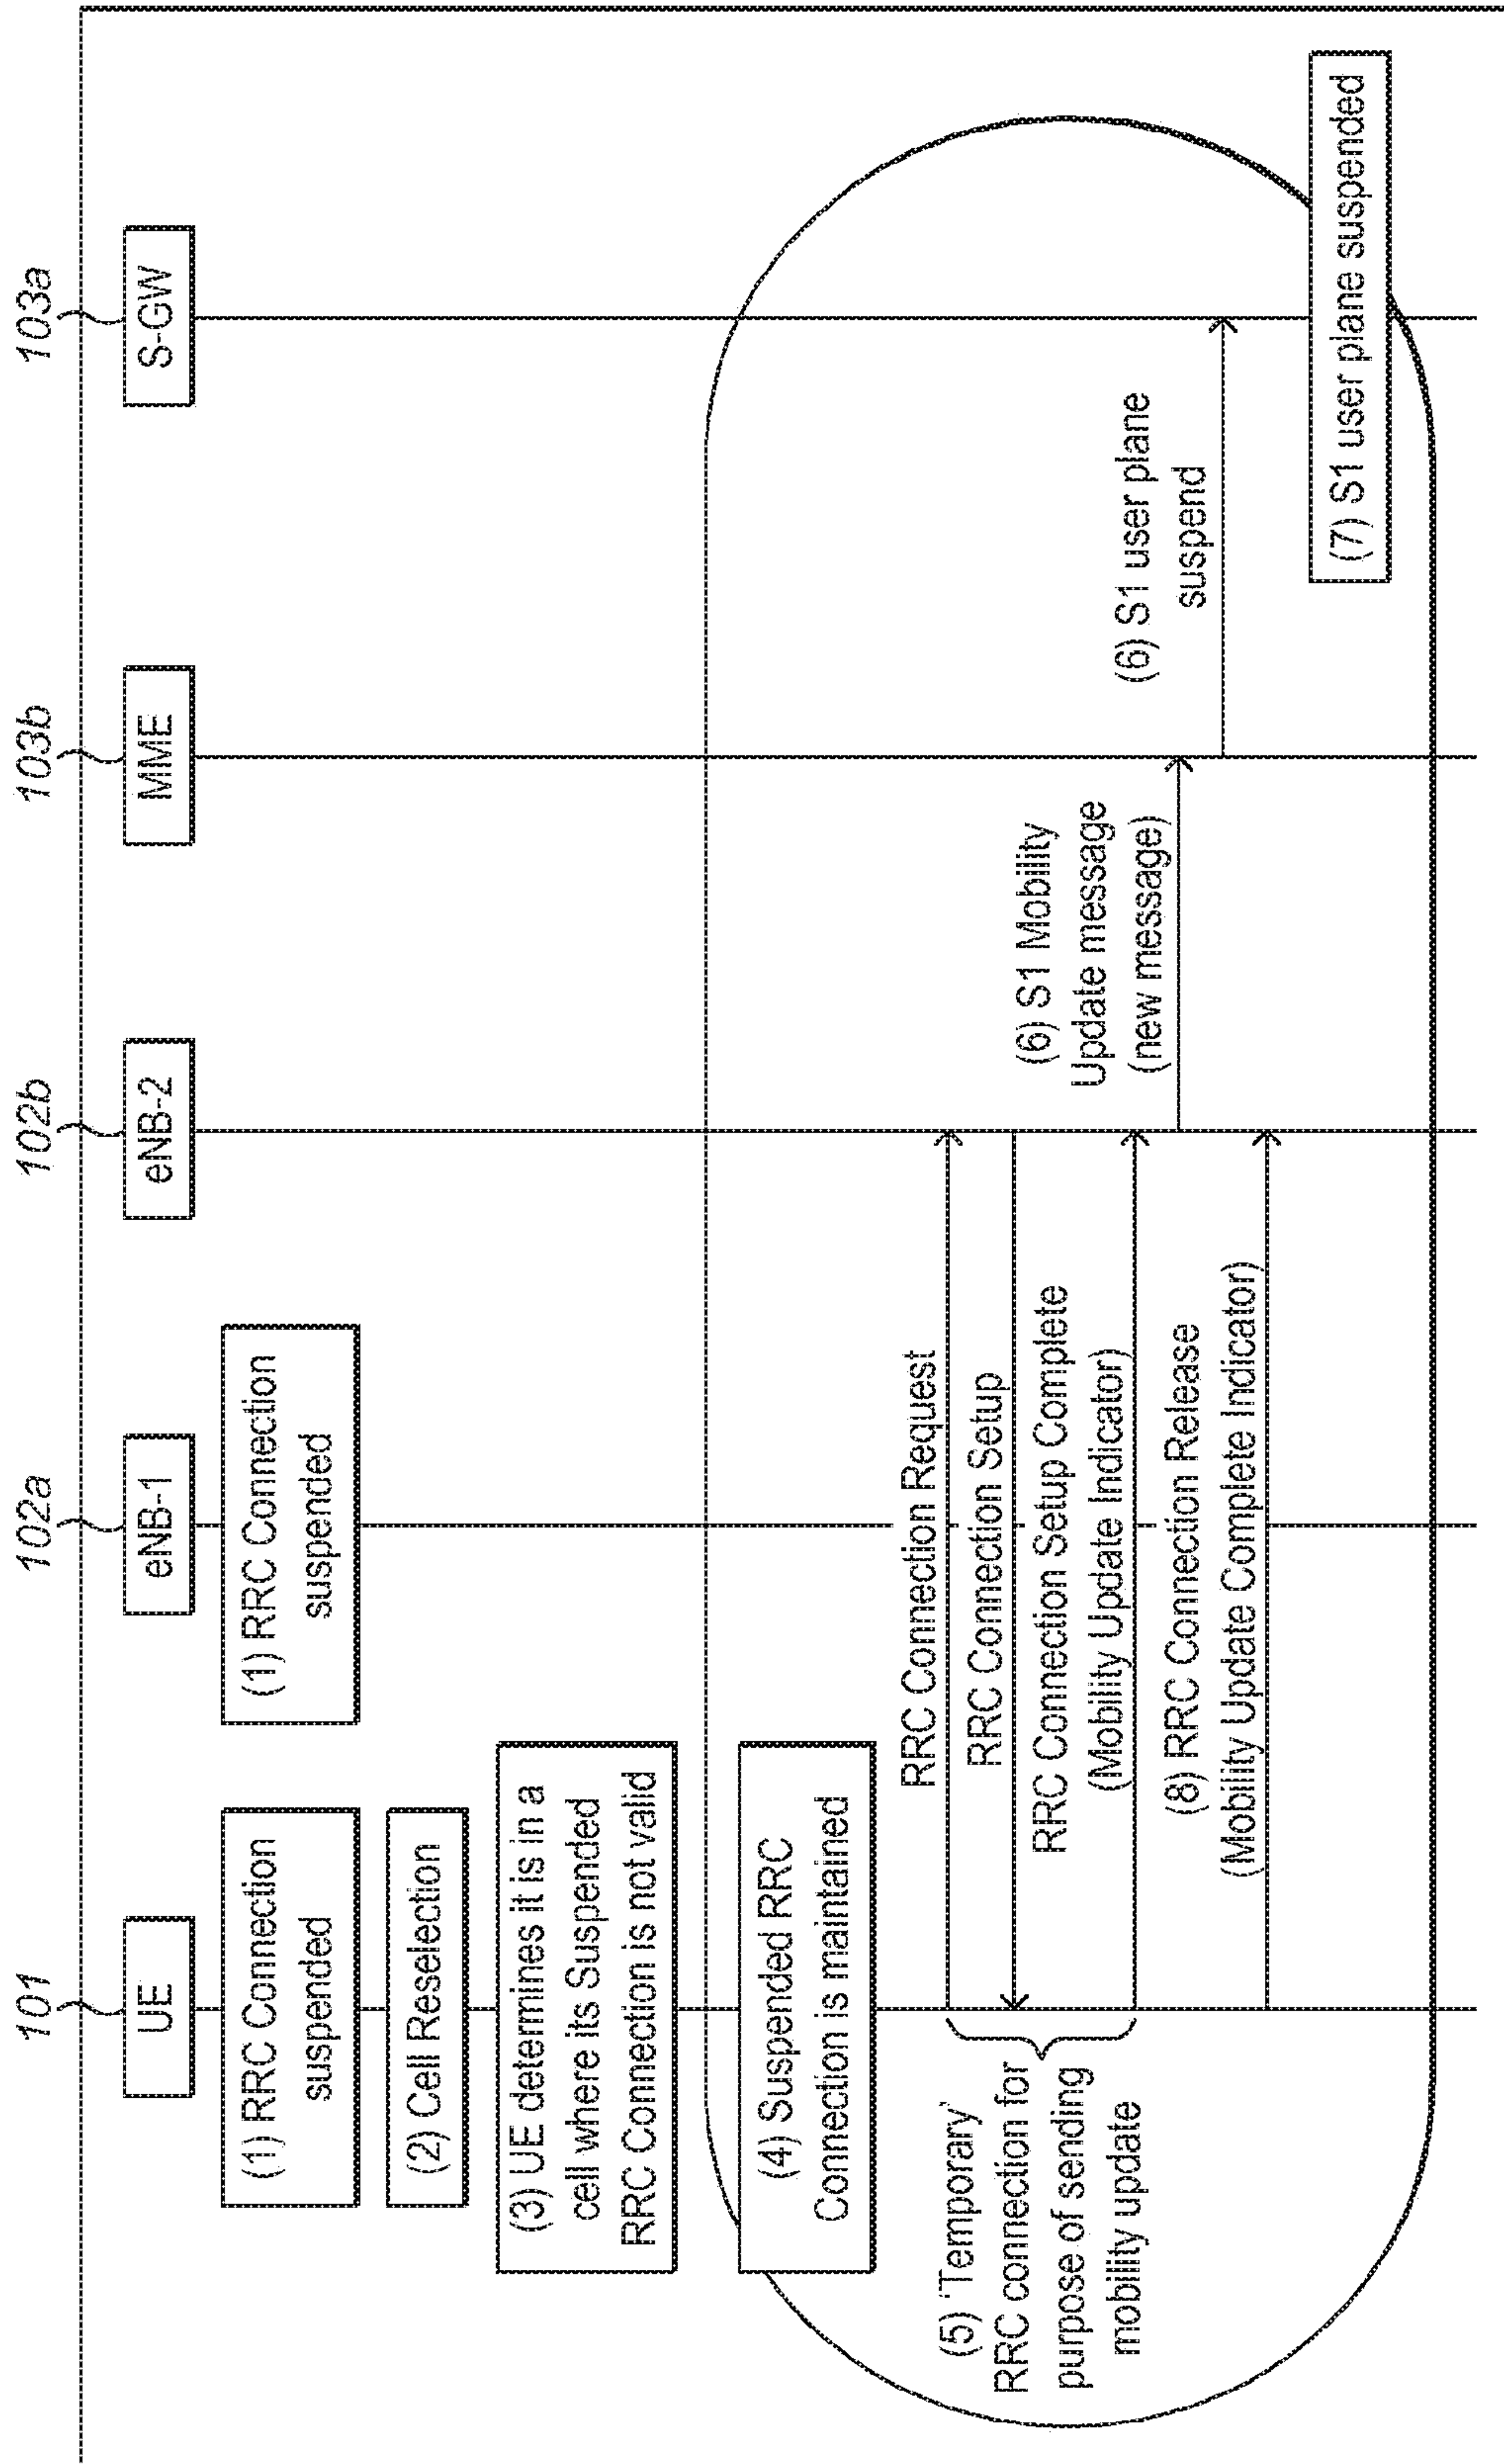 101
102a
102b
103b
103a
UE
eNB-1
eNB-2
MME
S-GW
(1) RRC Connection
suspended
(1) RRC Connection
suspended
(2) Cell Reselection
(3) UE determines it is in a
cell where its Suspended
RRC Connection is not valid
(4) Suspended RRC
Connection is maintained
(5) 'Temporary'
RRC connection for
purpose of sending
mobility update
RRC Connection Request
RRC Connection Setup
RRC Connection Setup Complete
(Mobility Update Indicator)
(6) S1 Mobility
Update message
(new message)
(6) S1 user plane
suspend
(8) RRC Connection Release
(Mobility Update Complete Indicator)
(7) S1 user plane suspended